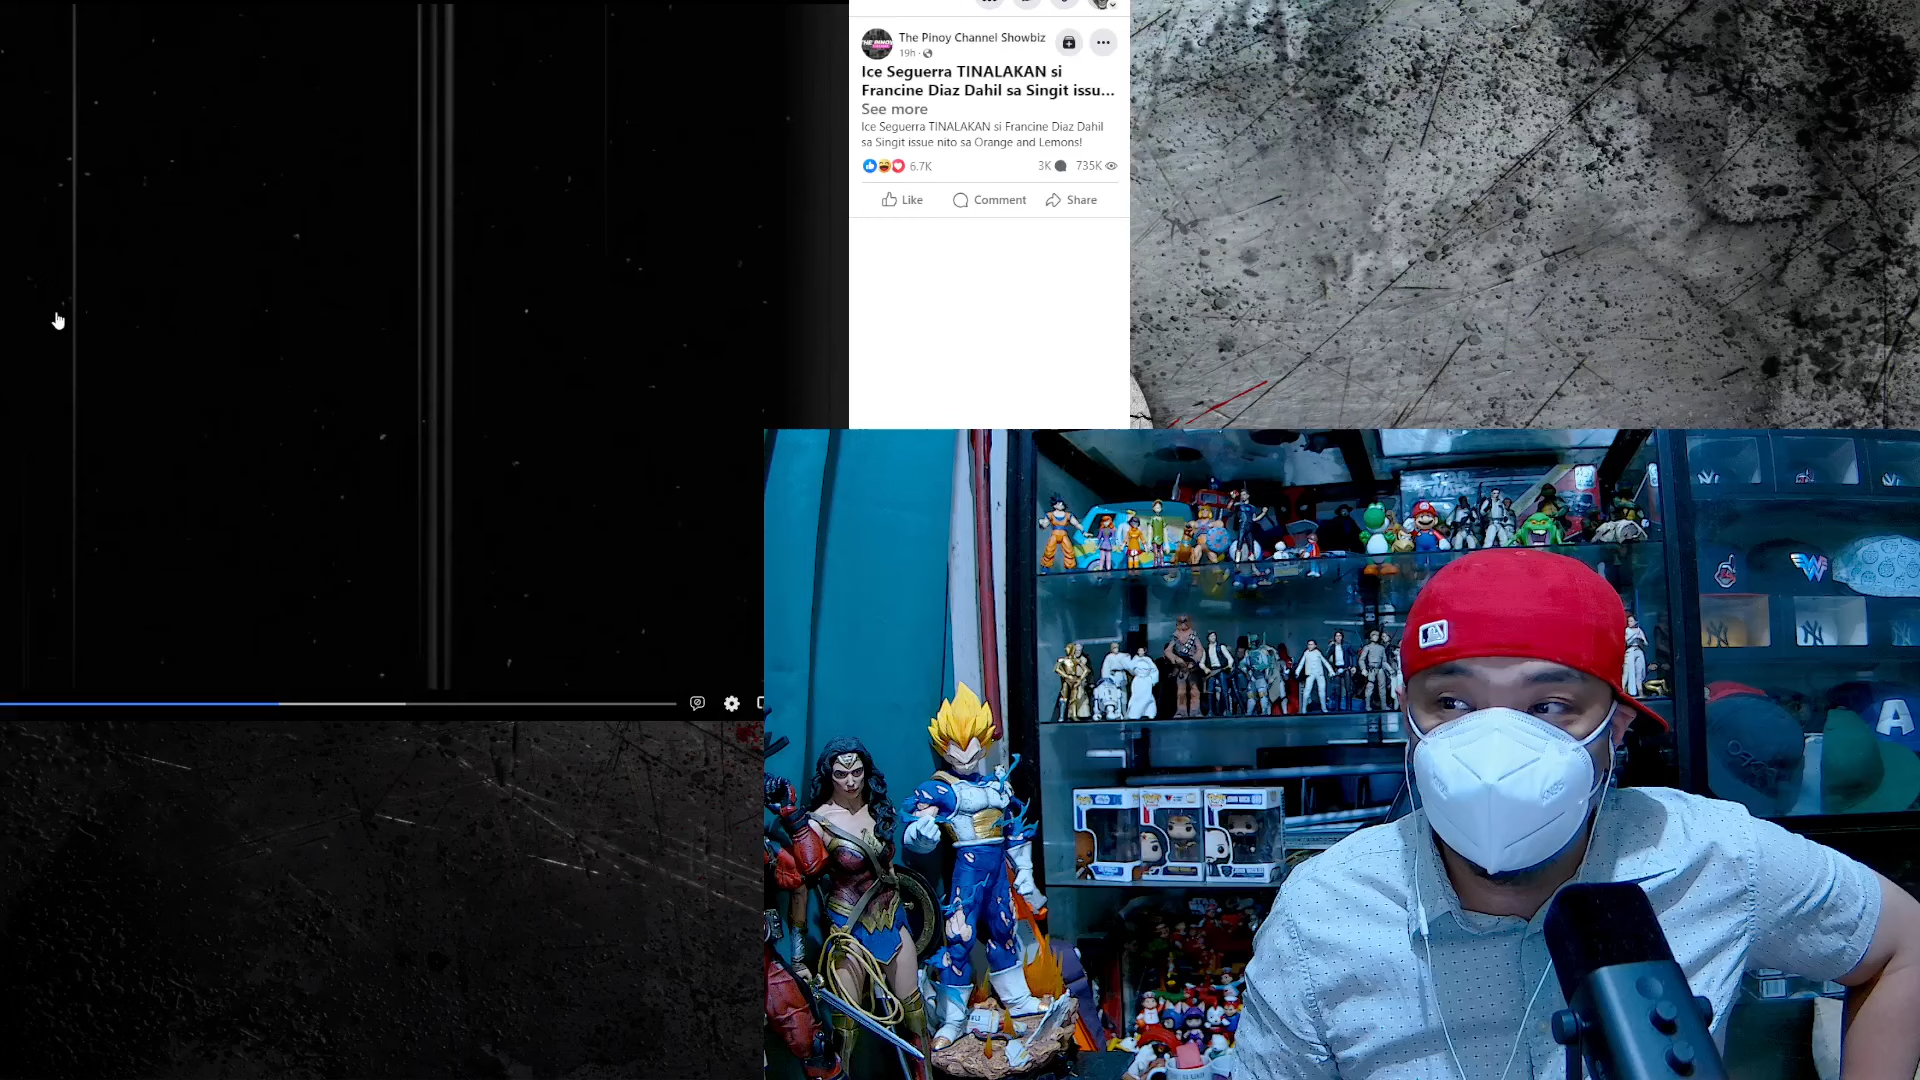 The Pinoy Channel Showbiz
19h ·
Ice Seguerra TINALAKAN si
Francine Diaz Dahil sa Singit issu...
See more
Ice Seguerra TINALAKAN si Francine Diaz Dahil
sa Singit issue nito sa Orange and Lemons!
6.7K
3K
735K
Like
Comment
Share
A
KN95